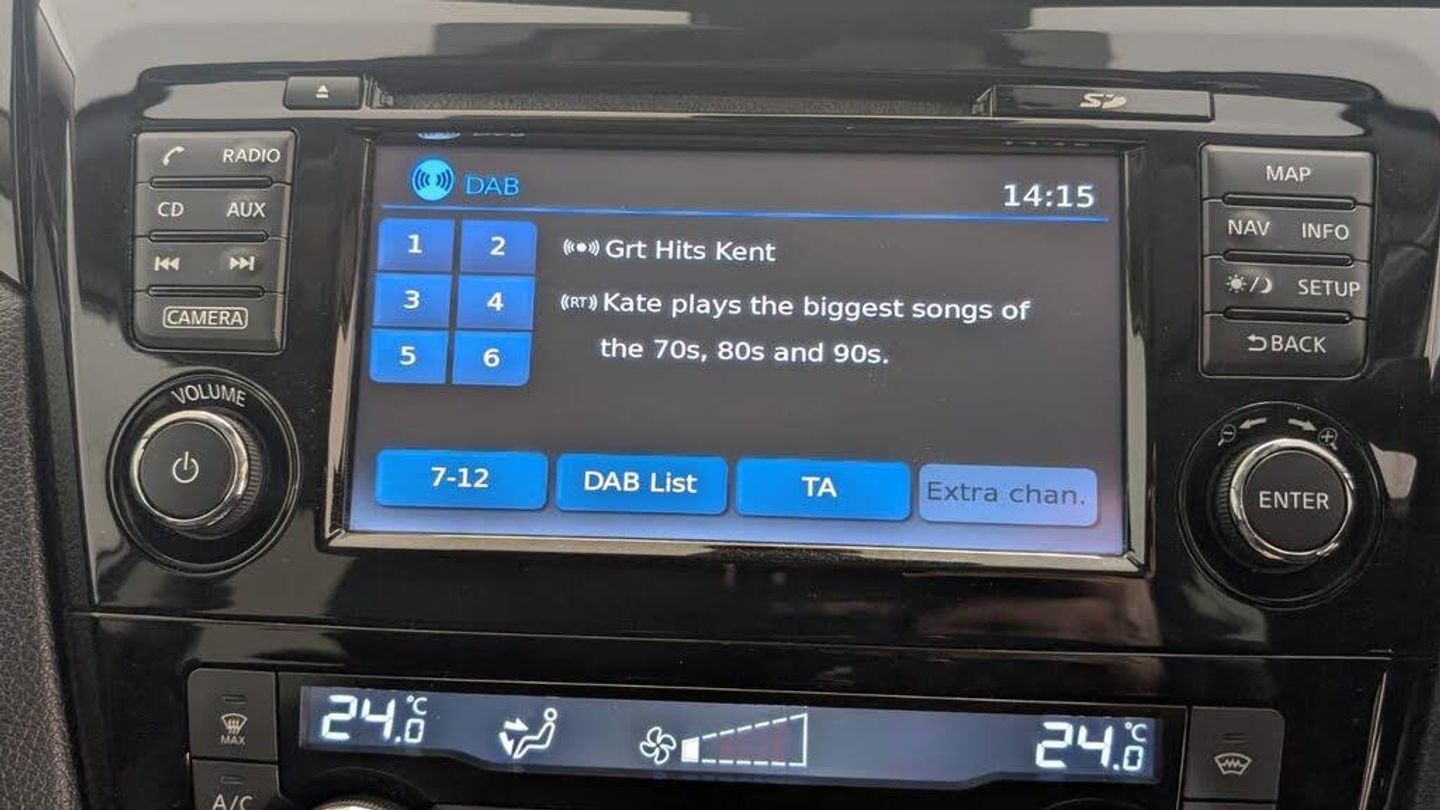 SD
RADIO
CD AUX
CAMERA
VOLUME
DAB
14:15
1 2
3 4
5 6
Grt Hits Kent
RT Kate plays the biggest songs of
the 70s, 80s and 90s.
7-12 DAB List TA Extra chan.
MAP
NAV INFO
SETUP
BACK
ENTER
MAX
A/C
24.0°C
24.0°C